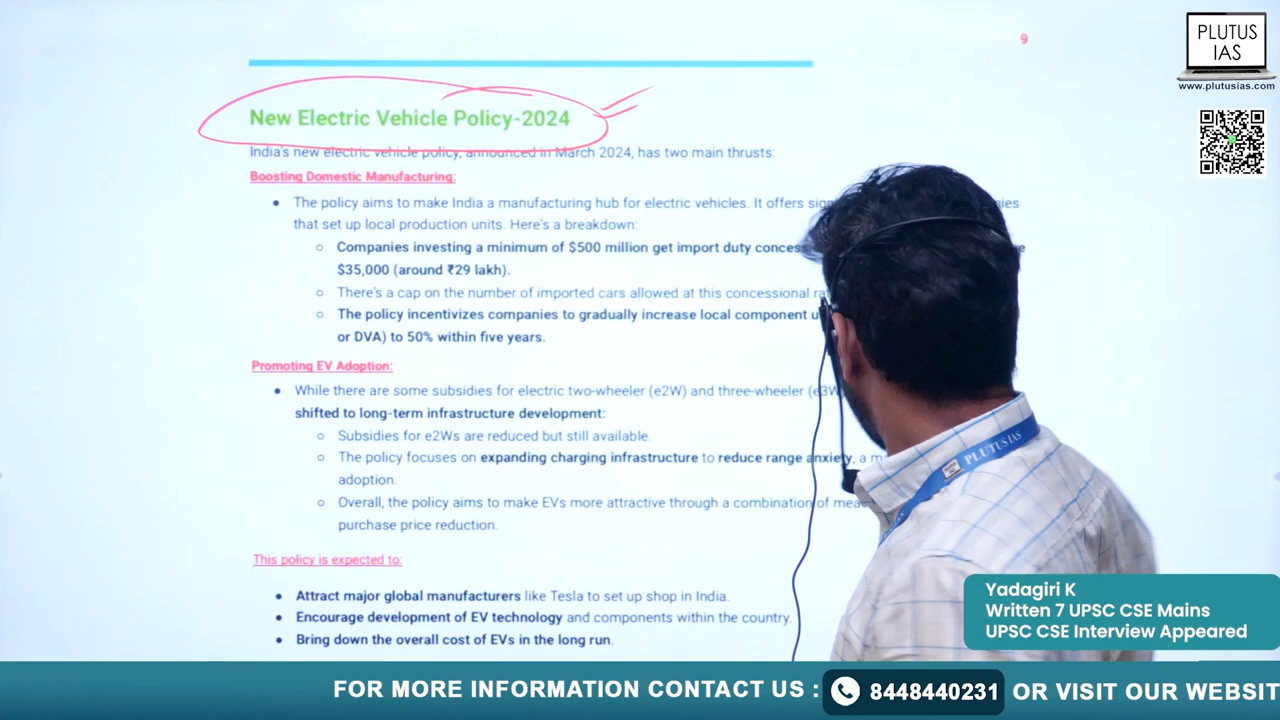 9
PLUTUS
IAS
www.plutusias.com
New Electric Vehicle Policy-2024
India's new electric vehicle policy, announced in March 2024, has two main thrusts:
Boosting Domestic Manufacturing:
The policy aims to make India a manufacturing hub for electric vehicles. It offers
that set up local production units. Here's a breakdown:
Companies investing a minimum of $500 million get import duty
$35,000 (around ₹29 lakh).
There's a cap on the number of imported cars allowed at this concessional
The policy incentivizes companies to gradually increase local component
or DVA) to 50% within five years.
Promoting EV Adoption:
While there are some subsidies for electric two-wheeler (e2W) and three-wheeler
shifted to long-term infrastructure development:
Subsidies for e2Ws are reduced but still available.
The policy focuses on expanding charging infrastructure to reduce range anxiety, a
adoption.
Overall, the policy aims to make EVs more attractive through a combination of
purchase price reduction.
This policy is expected to:
Attract major global manufacturers like Tesla to set up shop in India.
Encourage development of EV technology and components within the country.
Bring down the overall cost of EVs in the long run.
PLUTUS IAS
Yadagiri K
Written 7 UPSC CSE Mains
UPSC CSE Interview Appeared
FOR MORE INFORMATION CONTACT US : 8448440231 OR VISIT OUR WEBSIT